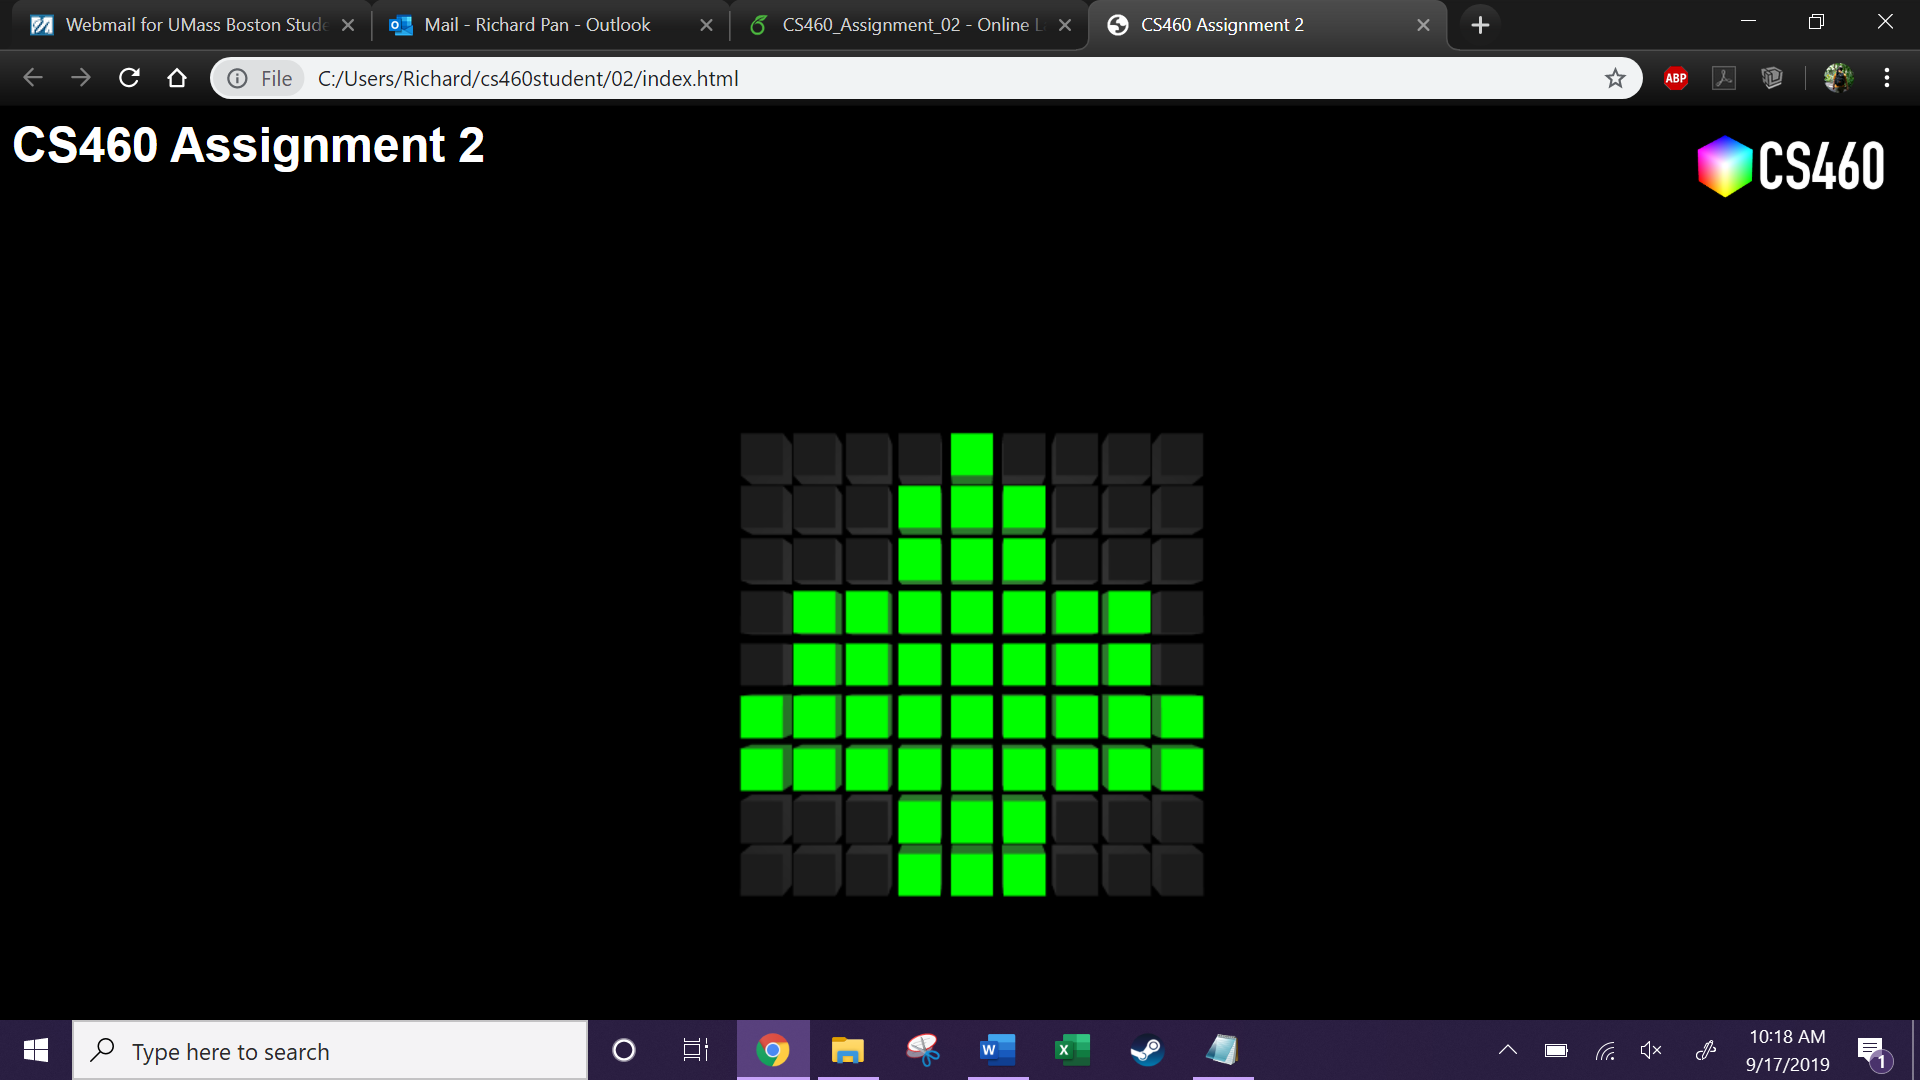 Webmail for UMass Boston Stude
Mail - Richard Pan - Outlook
CS460_Assignment_02 - Online L
CS460 Assignment 2
File
C:/Users/Richard/cs460student/02/index.html
ABP
CS460 Assignment 2
CS460
Type here to search
W
X
10:18 AM
9/17/2019
1